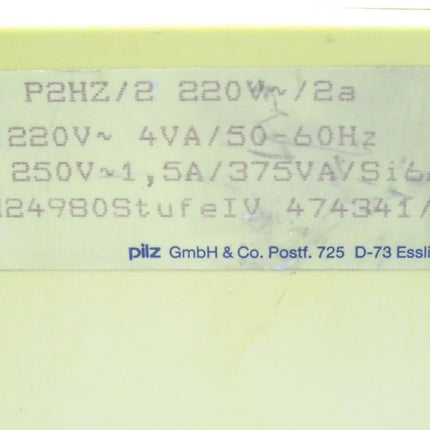 P2HZ/2 220V~/2a
220V~ 4VA/50-60Hz
250V~1,5A/375VA/Si6
24980StufeIV 474341/
pilz GmbH & Co. Postf. 725 D-73 Essli